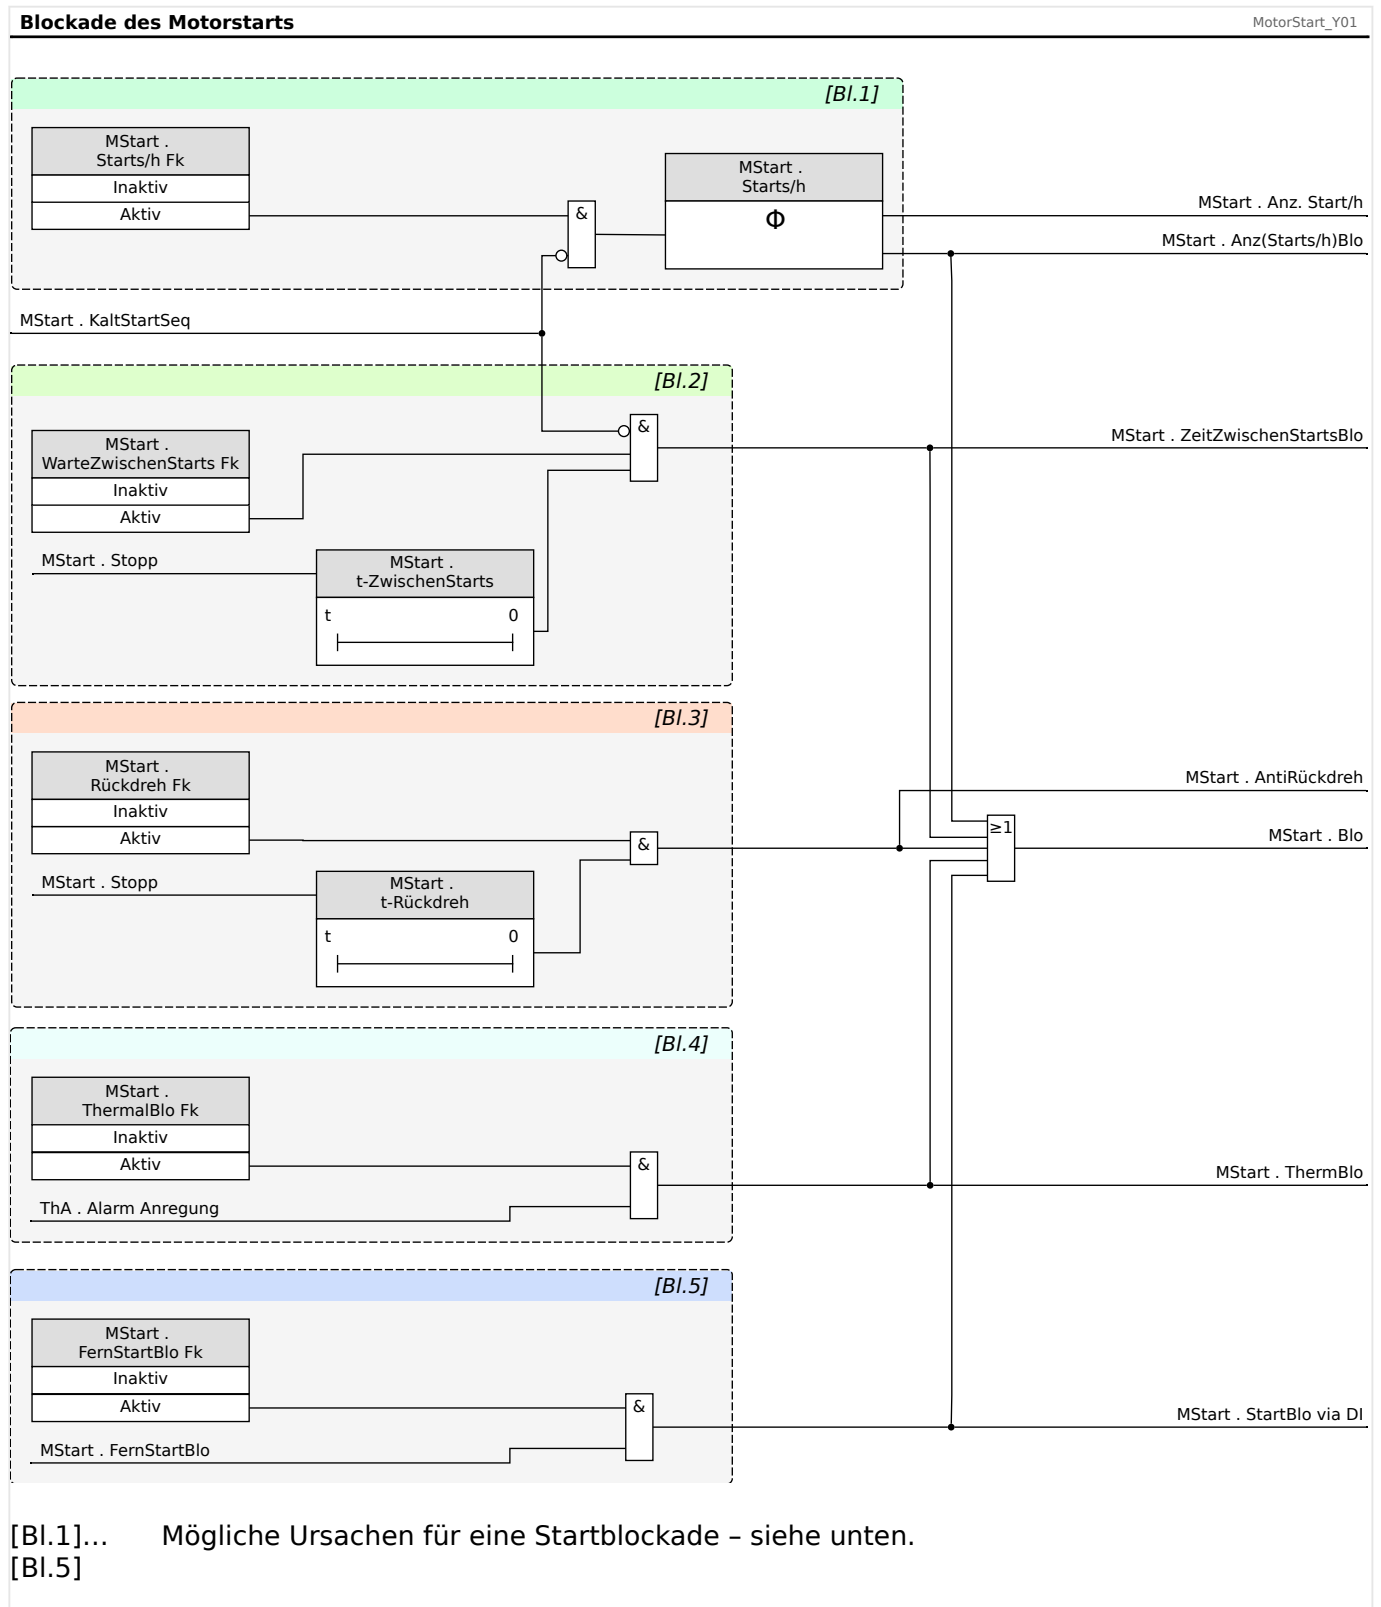 Blockade des Motorstarts
MotorStart_Y01
[Bl.1]
MStart .
Starts/h Fk
Inaktiv
Aktiv
&
MStart .
Starts/h
Φ
MStart . Anz. Start/h
MStart . Anz(Starts/h)Blo
MStart . KaltStartSeq
[Bl.2]
MStart .
WarteZwischenStarts Fk
Inaktiv
Aktiv
&
MStart . ZeitZwischenStartsBlo
MStart . Stopp
MStart .
t-ZwischenStarts
t 0
[Bl.3]
MStart .
Rückdreh Fk
Inaktiv
Aktiv
&
MStart . AntiRückdreh
≥1
MStart . Blo
MStart . Stopp
MStart .
t-Rückdreh
t 0
[Bl.4]
MStart .
ThermalBlo Fk
Inaktiv
Aktiv
&
MStart . ThermBlo
ThA . Alarm Anregung
[Bl.5]
MStart .
FernStartBlo Fk
Inaktiv
Aktiv
&
MStart . StartBlo via DI
MStart . FernStartBlo
[Bl.1]… Mögliche Ursachen für eine Startblockade – siehe unten.
[Bl.5]